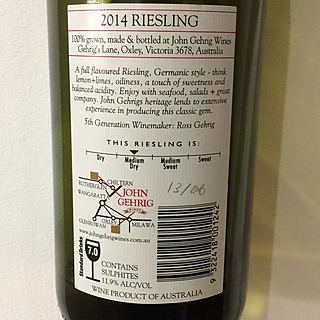 2014 RIESLING
100% grown, made & bottled at John Gehrig Wines
Gehrig's Lane, Oxley, Victoria 3678, Australia
A full flavoured Riesling, Germanic style - think
lemon+limes, oiliness, a touch of sweetness and
balanced acidity. Enjoy with seafood, salads + great
company. John Gehrigs heritage lends to extensive
experience in producing this classic gem.
5th Generation Winemaker: Ross Gehrig
THIS RIESLING IS:
Dry Medium Dry Medium Sweet Sweet
13/06
CHILTERN
RUTHERGLEN
WANGARATTA
JOHN
GEHRIG
WINES
GLENROWAN OXLEY MILAWA
www.johngehrigwines.com.au
Standard Drinks
7.0
CONTAINS
SULPHITES
11.9% ALC/VOL
9 322418 001242
WINE PRODUCT OF AUSTRALIA